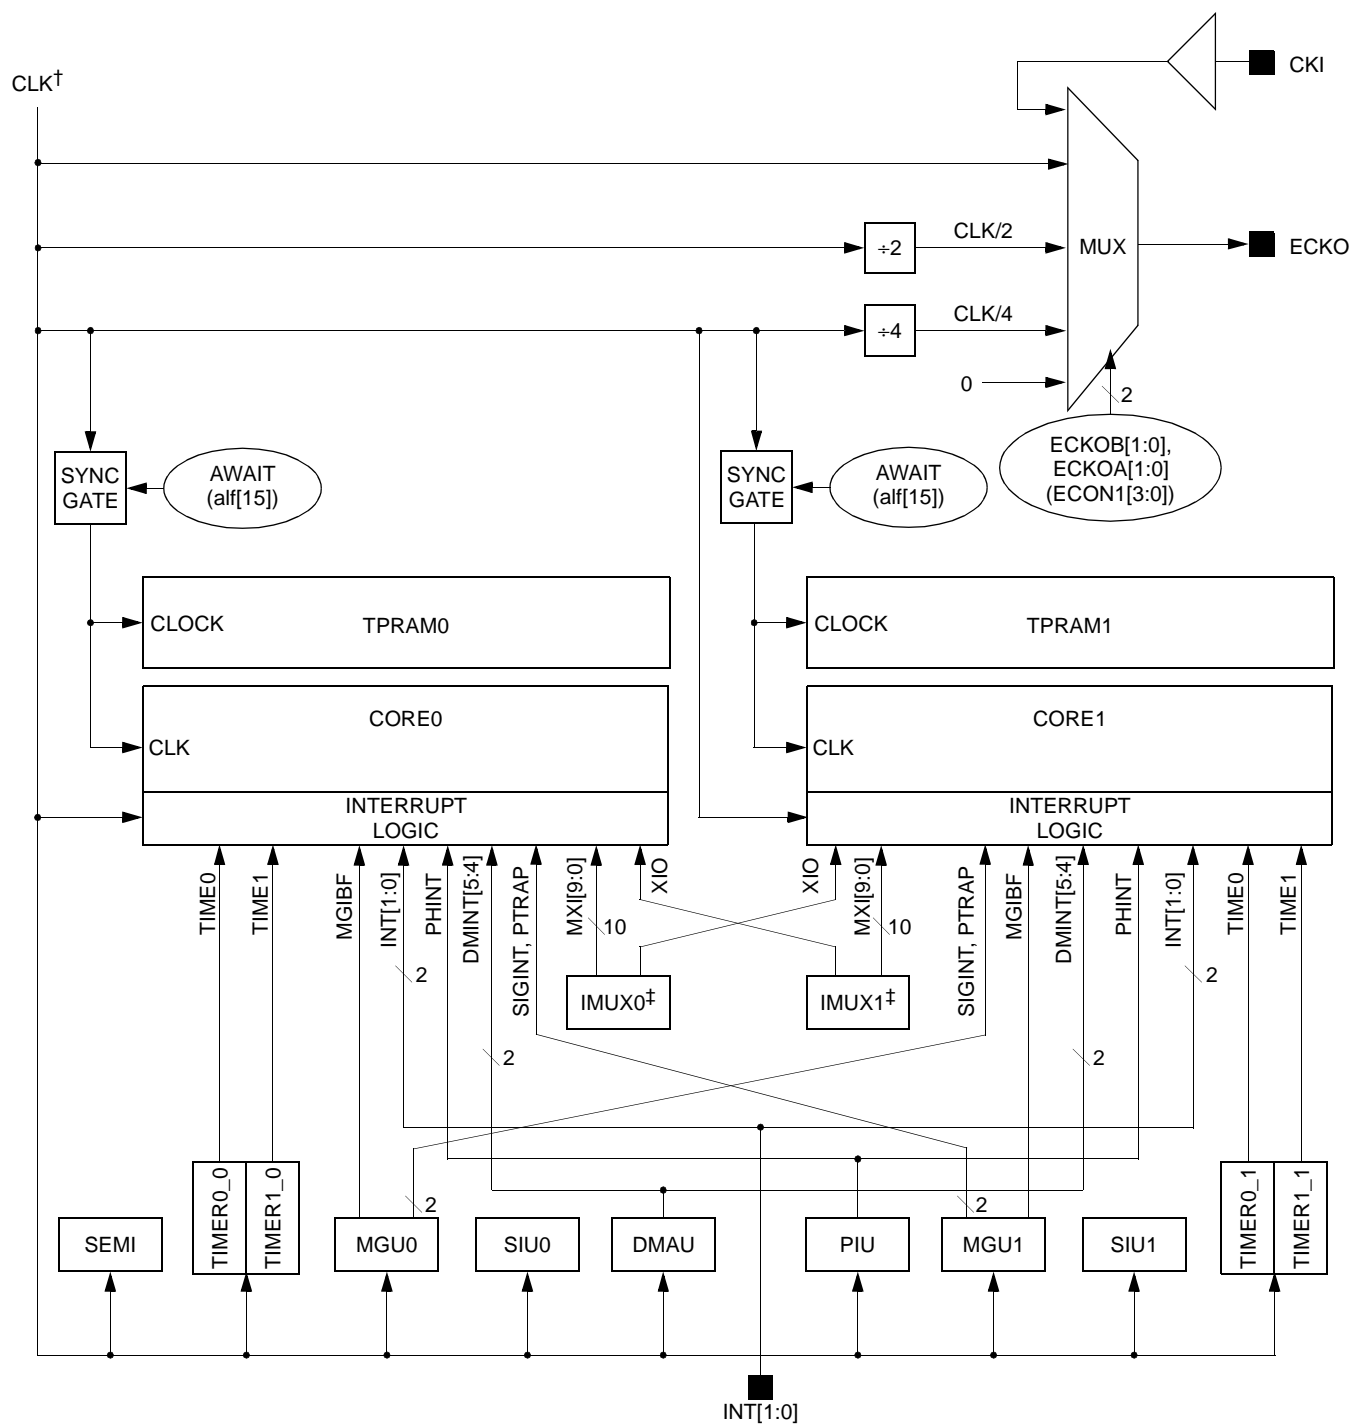 CKI
CLK†
CLK/2
÷2
MUX
ECKO
CLK/4
÷4
0
2
ECKOB[1:0],
ECKOA[1:0]
(ECON1[3:0])
SYNC
GATE
AWAIT
(alf[15])
SYNC
GATE
AWAIT
(alf[15])
CLOCK
TPRAM0
CLOCK
TPRAM1
CORE0
CLK
INTERRUPT
LOGIC
CORE1
CLK
INTERRUPT
LOGIC
TIME0
TIME1
MGIBF
INT[1:0]
2
PHINT
DMINT[5:4]
2
SIGINT, PTRAP
MXI[9:0]
10
XIO
XIO
MXI[9:0]
10
SIGINT, PTRAP
MGIBF
DMINT[5:4]
2
PHINT
INT[1:0]
2
TIME0
TIME1
IMUX0‡
IMUX1‡
2
2
SEMI
TIMER0_0
TIMER1_0
MGU0
SIU0
DMAU
PIU
MGU1
SIU1
TIMER0_1
TIMER1_1
INT[1:0]